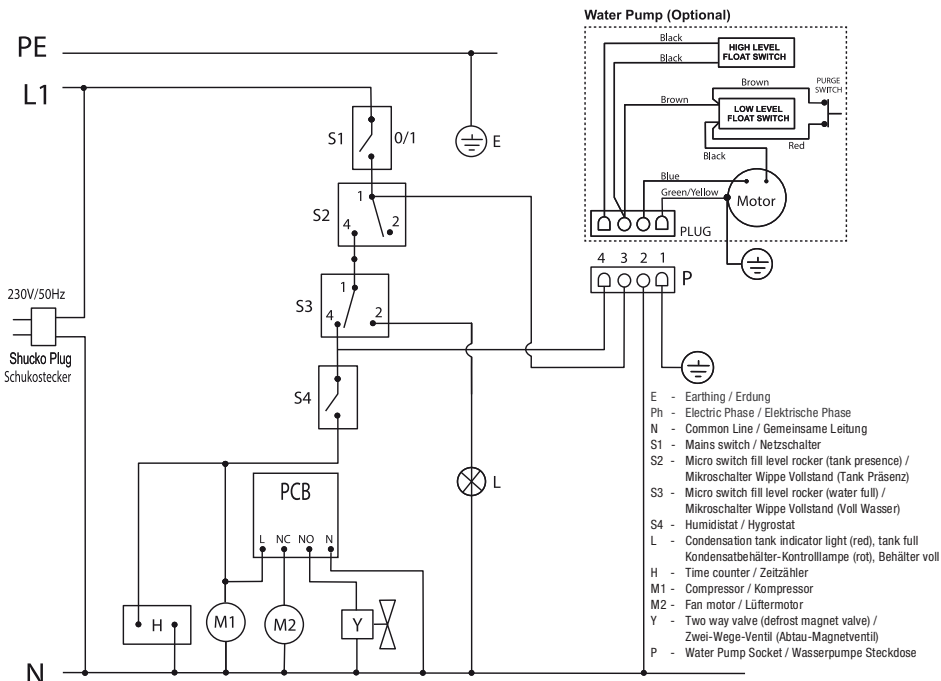 Water Pump (Optional)
PE
L1
Black
Black
HIGH LEVEL
FLOAT SWITCH
Brown
PURGE
SWITCH
Brown
LOW LEVEL
FLOAT SWITCH
Red
Black
Blue
Green/Yellow
Motor
PLUG
S1
0/1
E
S2
1
4
2
4 3 2 1
P
S3
1
4
2
230V/50Hz
Shucko Plug
Schukostecker
S4
L
PCB
L NC NO N
H
M1
M2
Y
N
E - Earthing / Erdung
Ph - Electric Phase / Elektrische Phase
N - Common Line / Gemeinsame Leitung
S1 - Mains switch / Netzschalter
S2 - Micro switch fill level rocker (tank presence) /
Mikroschalter Wippe Vollstand (Tank Präsenz)
S3 - Micro switch fill level rocker (water full) /
Mikroschalter Wippe Vollstand (Voll Wasser)
S4 - Humidistat / Hygrostat
L - Condensation tank indicator light (red), tank full
Kondensatbehälter-Kontrolllampe (rot), Behälter voll
H - Time counter / Zeitzähler
M1 - Compressor / Kompressor
M2 - Fan motor / Lüftermotor
Y - Two way valve (defrost magnet valve) /
Zwei-Wege-Ventil (Abtau-Magnetventil)
P - Water Pump Socket / Wasserpumpe Steckdose